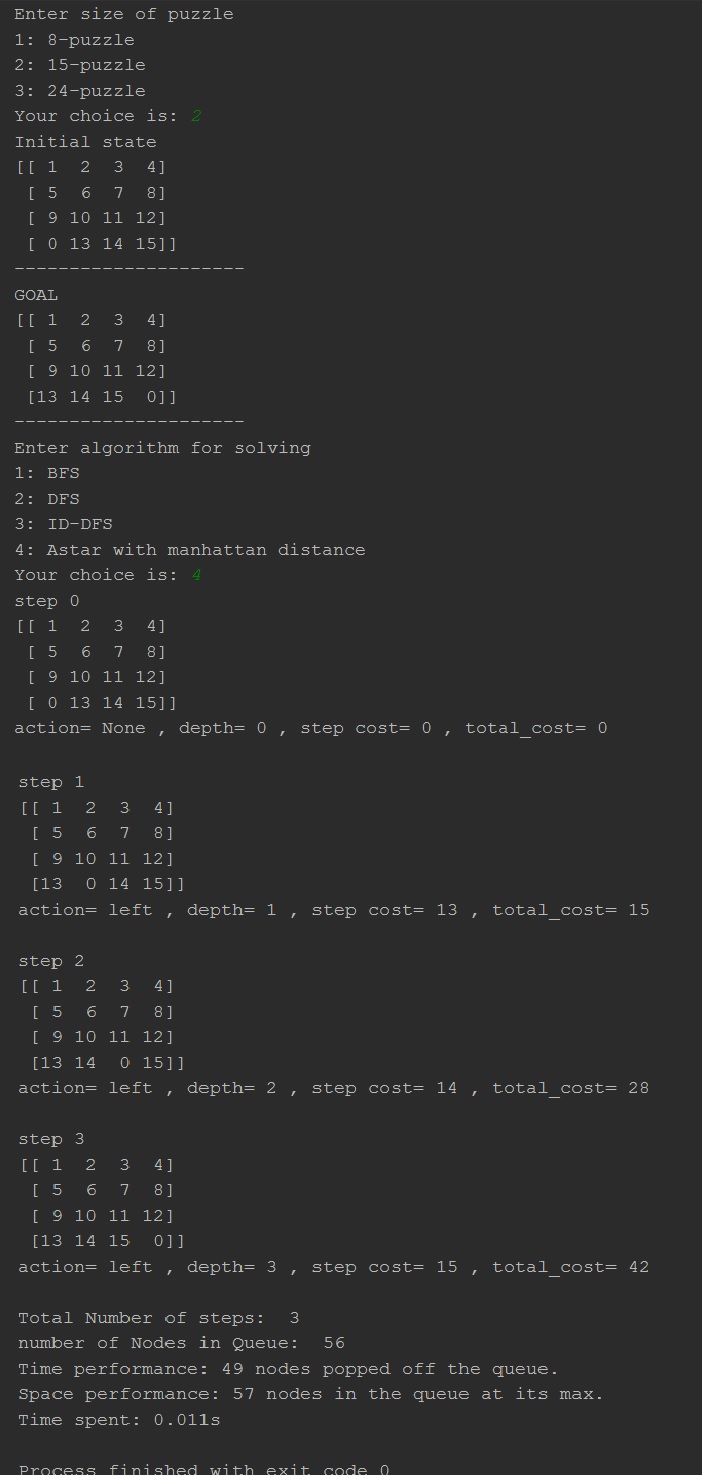 Enter size of puzzle
1: 8-puzzle
2: 15-puzzle
3: 24-puzzle
Your choice is: 2
Initial state
[[ 1  2  3  4]
 [ 5  6  7  8]
 [ 9 10 11 12]
 [ 0 13 14 15]]
---------------------
GOAL
[[ 1  2  3  4]
 [ 5  6  7  8]
 [ 9 10 11 12]
 [13 14 15  0]]
---------------------
Enter algorithm for solving
1: BFS
2: DFS
3: ID-DFS
4: Astar with manhattan distance
Your choice is: 4
step 0
[[ 1  2  3  4]
 [ 5  6  7  8]
 [ 9 10 11 12]
 [ 0 13 14 15]]
action= None , depth= 0 , step cost= 0 , total_cost= 0
step 1
[[ 1  2  3  4]
 [ 5  6  7  8]
 [ 9 10 11 12]
 [13  0 14 15]]
action= left , depth= 1 , step cost= 13 , total_cost= 15
step 2
[[ 1  2  3  4]
 [ 5  6  7  8]
 [ 9 10 11 12]
 [13 14  0 15]]
action= left , depth= 2 , step cost= 14 , total_cost= 28
step 3
[[ 1  2  3  4]
 [ 5  6  7  8]
 [ 9 10 11 12]
 [13 14 15  0]]
action= left , depth= 3 , step cost= 15 , total_cost= 42
Total Number of steps:  3
number of Nodes in Queue:  56
Time performance: 49 nodes popped off the queue.
Space performance: 57 nodes in the queue at its max.
Time spent: 0.011s
Process finished with exit code 0